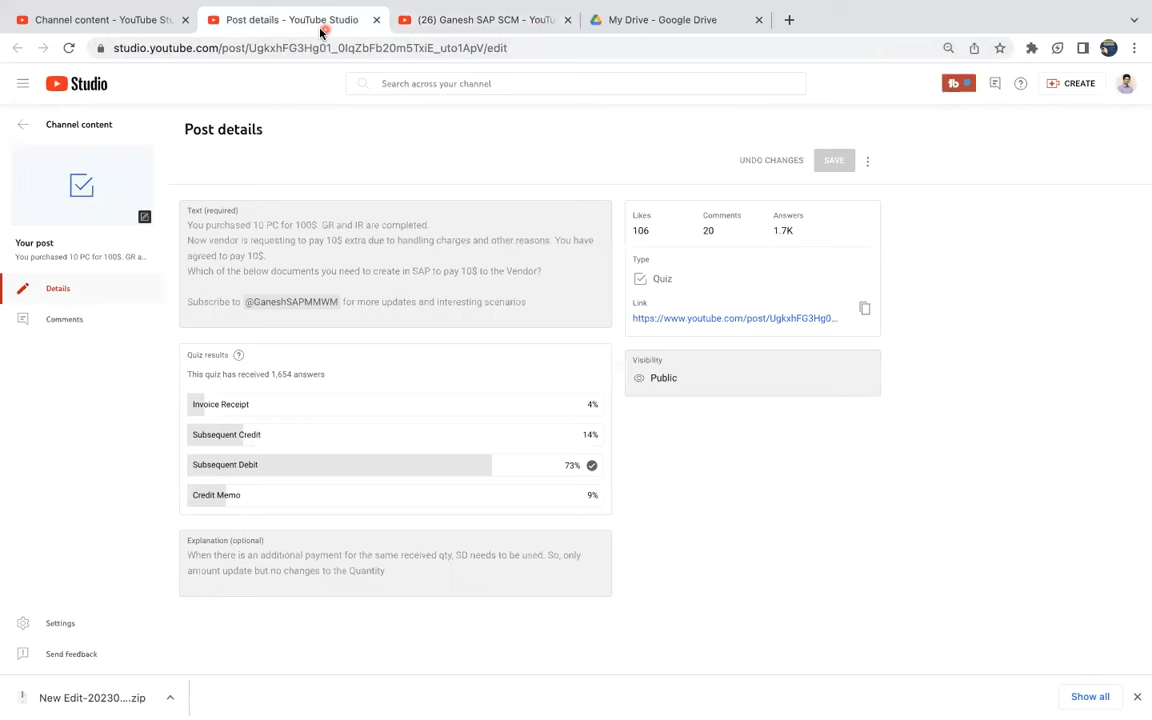 Channel content - YouTube Stu
Post details - YouTube Studio
(26) Ganesh SAP SCM - YouTu
My Drive - Google Drive
studio.youtube.com/post/UgkxhFG3Hg01_0IqZbFb20m5TxiE_uto1ApV/edit
Studio
Search across your channel
CREATE
Channel content
Post details
UNDO CHANGES
SAVE
Text (required)
You purchased 10 PC for 100$. GR and IR are completed.
Now vendor is requesting to pay 10$ extra due to handling charges and other reasons. You have
agreed to pay 10$.
Which of the below documents you need to create in SAP to pay 10$ to the Vendor?
Subscribe to @GaneshSAPMMWM for more updates and interesting scenarios
Likes
Comments
Answers
106
20
1.7K
Type
Quiz
Link
https://www.youtube.com/post/UgkxhFG3Hg0...
Your post
You purchased 10 PC for 100$. GR a...
Details
Comments
Quiz results
This quiz has received 1,654 answers
Invoice Receipt 4%
Subsequent Credit 14%
Subsequent Debit 73%
Credit Memo 9%
Visibility
Public
Explanation (optional)
When there is an additional payment for the same received qty, SD needs to be used. So, only
amount update but no changes to the Quantity
Settings
Send feedback
New Edit-20230....zip
Show all